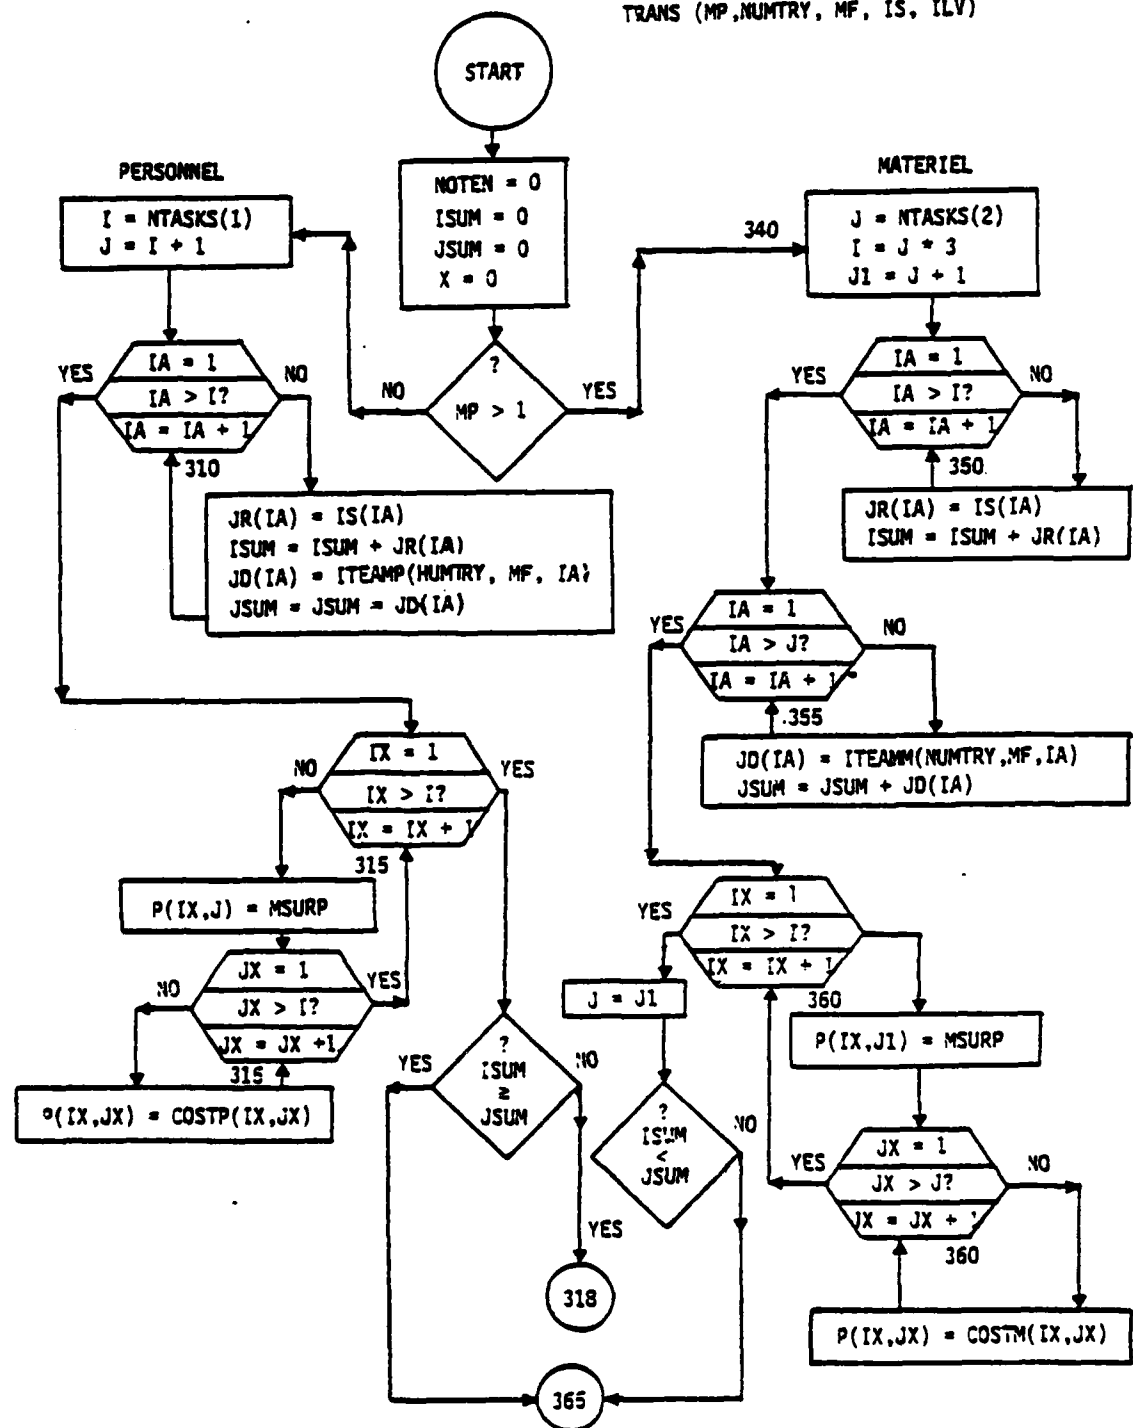 TRANS (MP,NUMTRY, MF, IS, ILV)
START
NOTEN = 0
ISUM = 0
JSUM = 0
X = 0
?
MP > 1
NO
YES
PERSONNEL
I = NTASKS(1)
J = I + 1
IA = 1
IA > I?
IA = IA + 1
YES
NO
310
JR(IA) = IS(IA)
ISUM = ISUM + JR(IA)
JD(IA) = ITEAMP(NUMTRY, MF, IA)
JSUM = JSUM = JD(IA)
IX = 1
IX > I?
IX = IX + 1
NO
YES
315
P(IX,J) = MSURP
JX = 1
JX > I?
JX = JX +1
NO
YES
315
P(IX,JX) = COSTP(IX,JX)
?
ISUM
≥
JSUM
YES
NO
YES
318
365
MATERIEL
340
J = NTASKS(2)
I = J * 3
J1 = J + 1
IA = 1
IA > I?
IA = IA + 1
YES
NO
350
JR(IA) = IS(IA)
ISUM = ISUM + JR(IA)
IA = 1
IA > J?
IA = IA + 1
YES
NO
355
JD(IA) = ITEAMM(NUMTRY,MF,IA)
JSUM = JSUM + JD(IA)
IX = 1
IX > I?
IX = IX + 1
YES
360
J = J1
?
ISUM
<
JSUM
NO
P(IX,J1) = MSURP
JX = 1
JX > J?
JX = JX + 1
YES
NO
360
P(IX,JX) = COSTM(IX,JX)